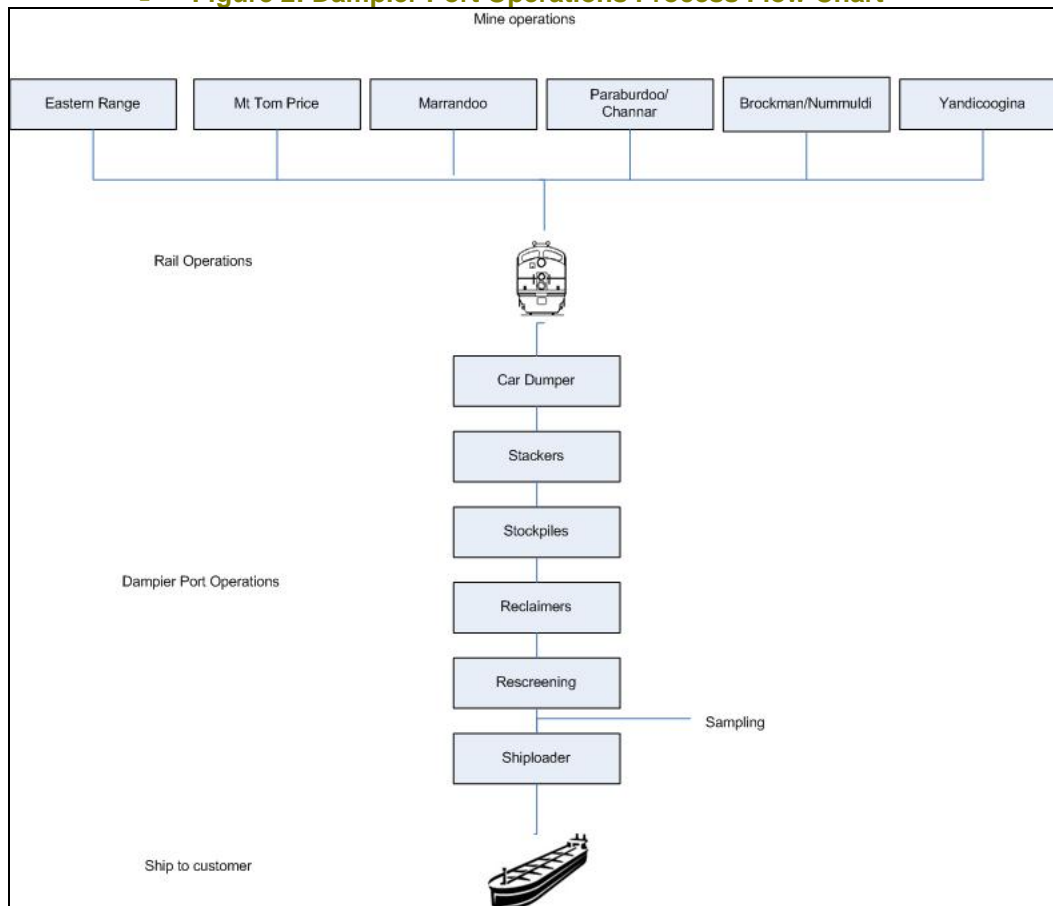 Figure 2: Dampier Port Operations Process Flow Chart
Mine operations
Eastern Range
Mt Tom Price
Marrandoo
Paraburdoo/
Channar
Brockman/Nummuldi
Yandicoogina
Rail Operations
Car Dumper
Stackers
Stockpiles
Dampier Port Operations
Reclaimers
Rescreening
Sampling
Shiploader
Ship to customer